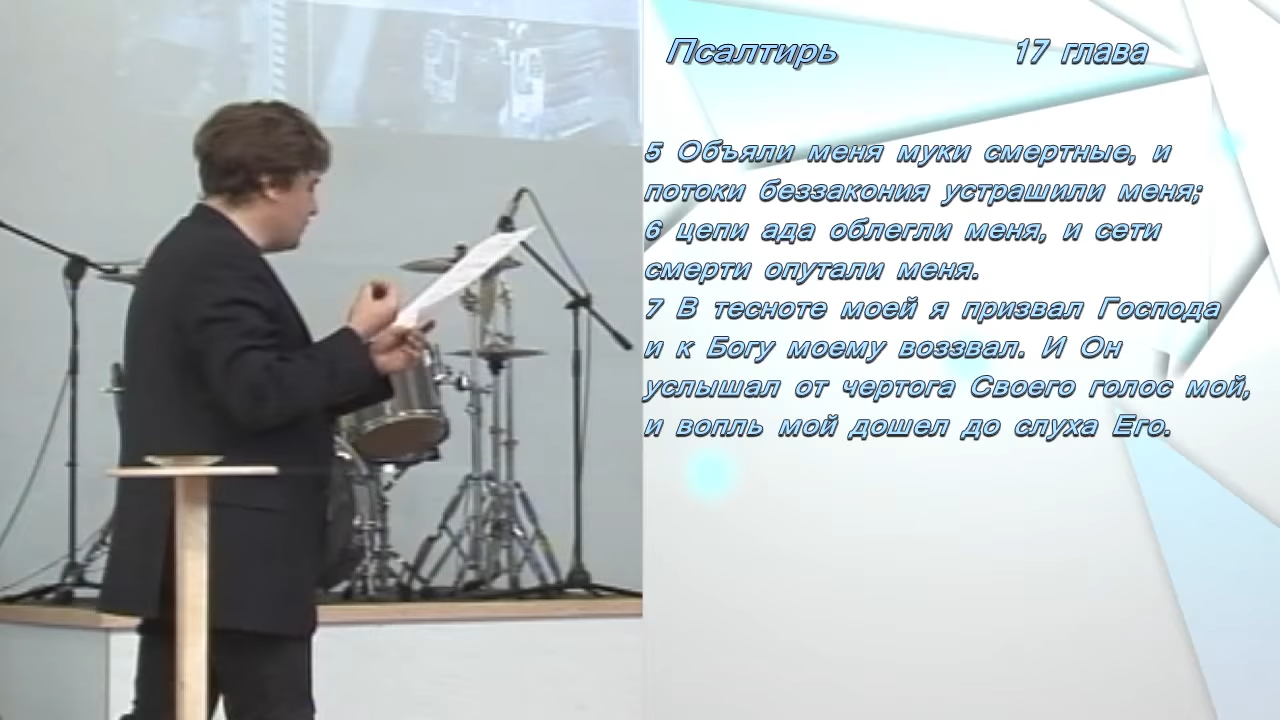 Псалтирь 17 глава
5 Объяли меня муки смертные, и
потоки беззакония устрашили меня;
6 цепи ада облегли меня, и сети
смерти опутали меня.
7 В тесноте моей я призвал Господа
и к Богу моему воззвал. И Он
услышал от чертога Своего голос мой,
и вопль мой дошел до слуха Его.